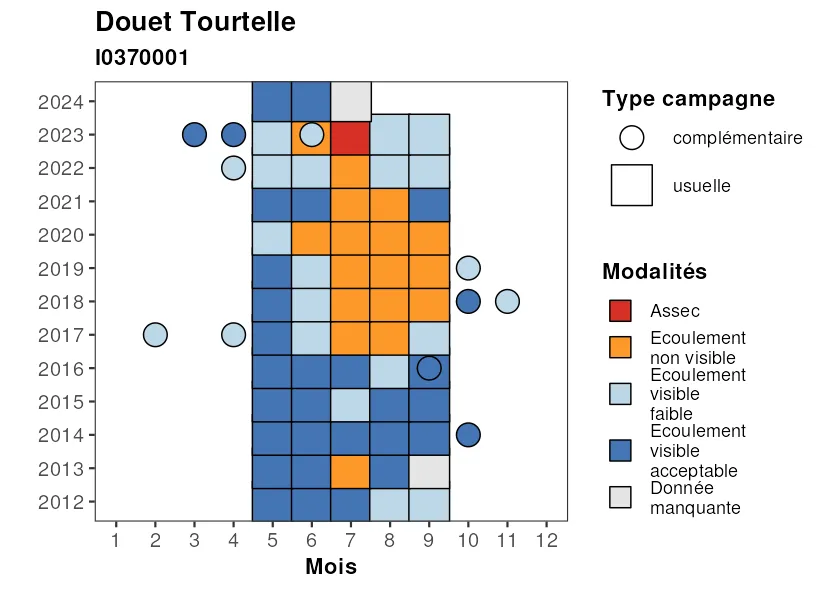 Douet Tourtelle
I0370001
2024
2023
2022
2021
2020
2019
2018
2017
2016
2015
2014
2013
2012
1 2 3 4 5 6 7 8 9 10 11 12
Mois
Type campagne
complémentaire
usuelle
Modalités
Assec
Ecoulement
non visible
Ecoulement
visible
faible
Ecoulement
visible
acceptable
Donnée
manquante